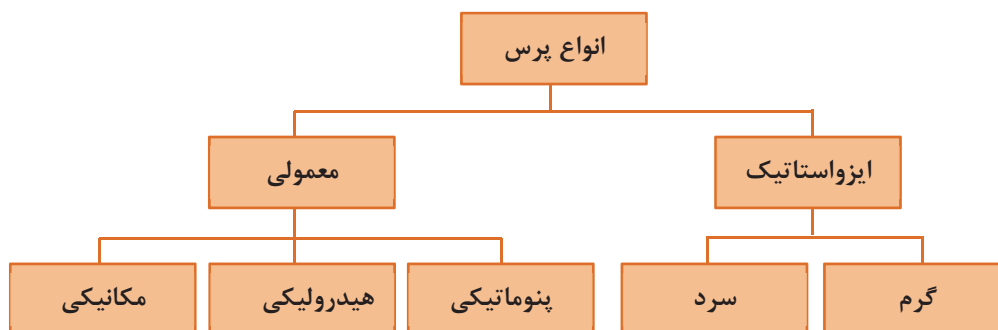 انواع پرس
ایزواستاتیک
معمولی
گرم
سرد
پنوماتیکی
هیدرولیکی
مکانیکی